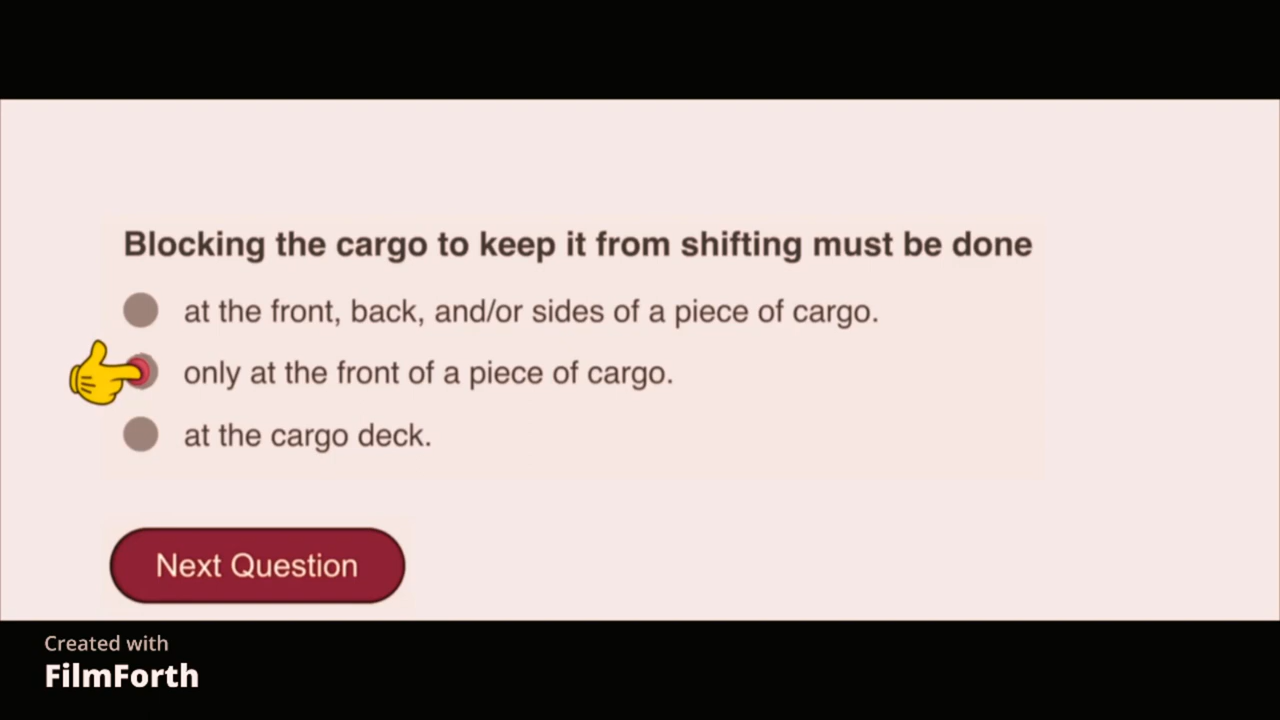 Blocking the cargo to keep it from shifting must be done
at the front, back, and/or sides of a piece of cargo.
only at the front of a piece of cargo.
at the cargo deck.
Next Question
Created with
FilmForth